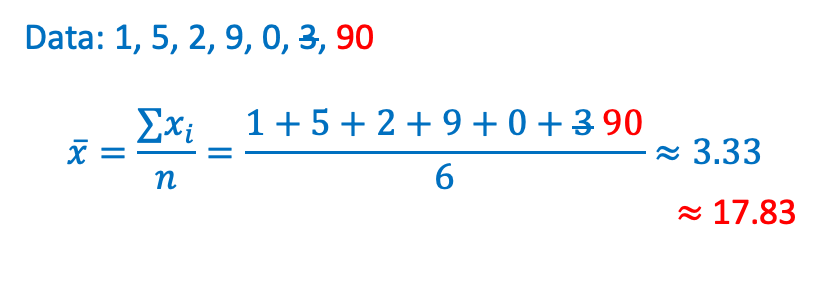 Data: 1, 5, 2, 9, 0, 3, 90
x̄ = ∑xᵢ / n = 1 + 5 + 2 + 9 + 0 + 3 90 / 6 ≈ 3.33
≈ 17.83